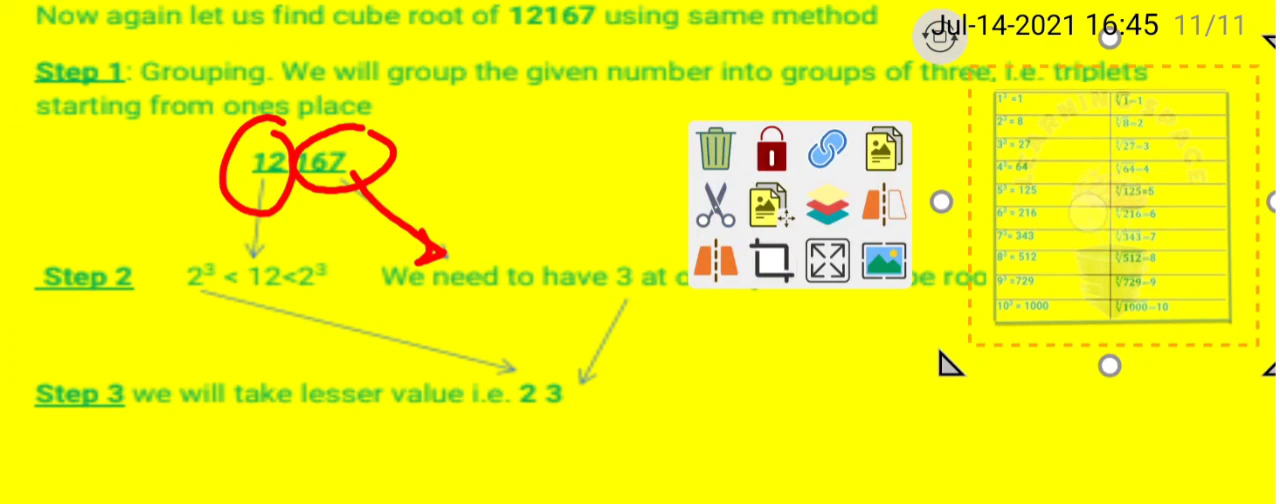 Now again let us find cube root of 12167 using same method
Jul-14-2021 16:45 11/11
Step 1: Grouping. We will group the given number into groups of three, i.e. triplets
starting from ones place
12 167
Step 2 2³ < 12<2³ We need to have 3 at
Step 3 we will take lesser value i.e. 2 3
1³ =1 ∛1=1
2³ = 8 ∛8=2
3³ = 27 ∛27=3
4³ = 64 ∛64=4
5³ = 125 ∛125=5
6³ = 216 ∛216=6
7³ = 343 ∛343=7
8³ = 512 ∛512=8
9³ =729 ∛729=9
10³ = 1000 ∛1000=10
LEARNING SPACE